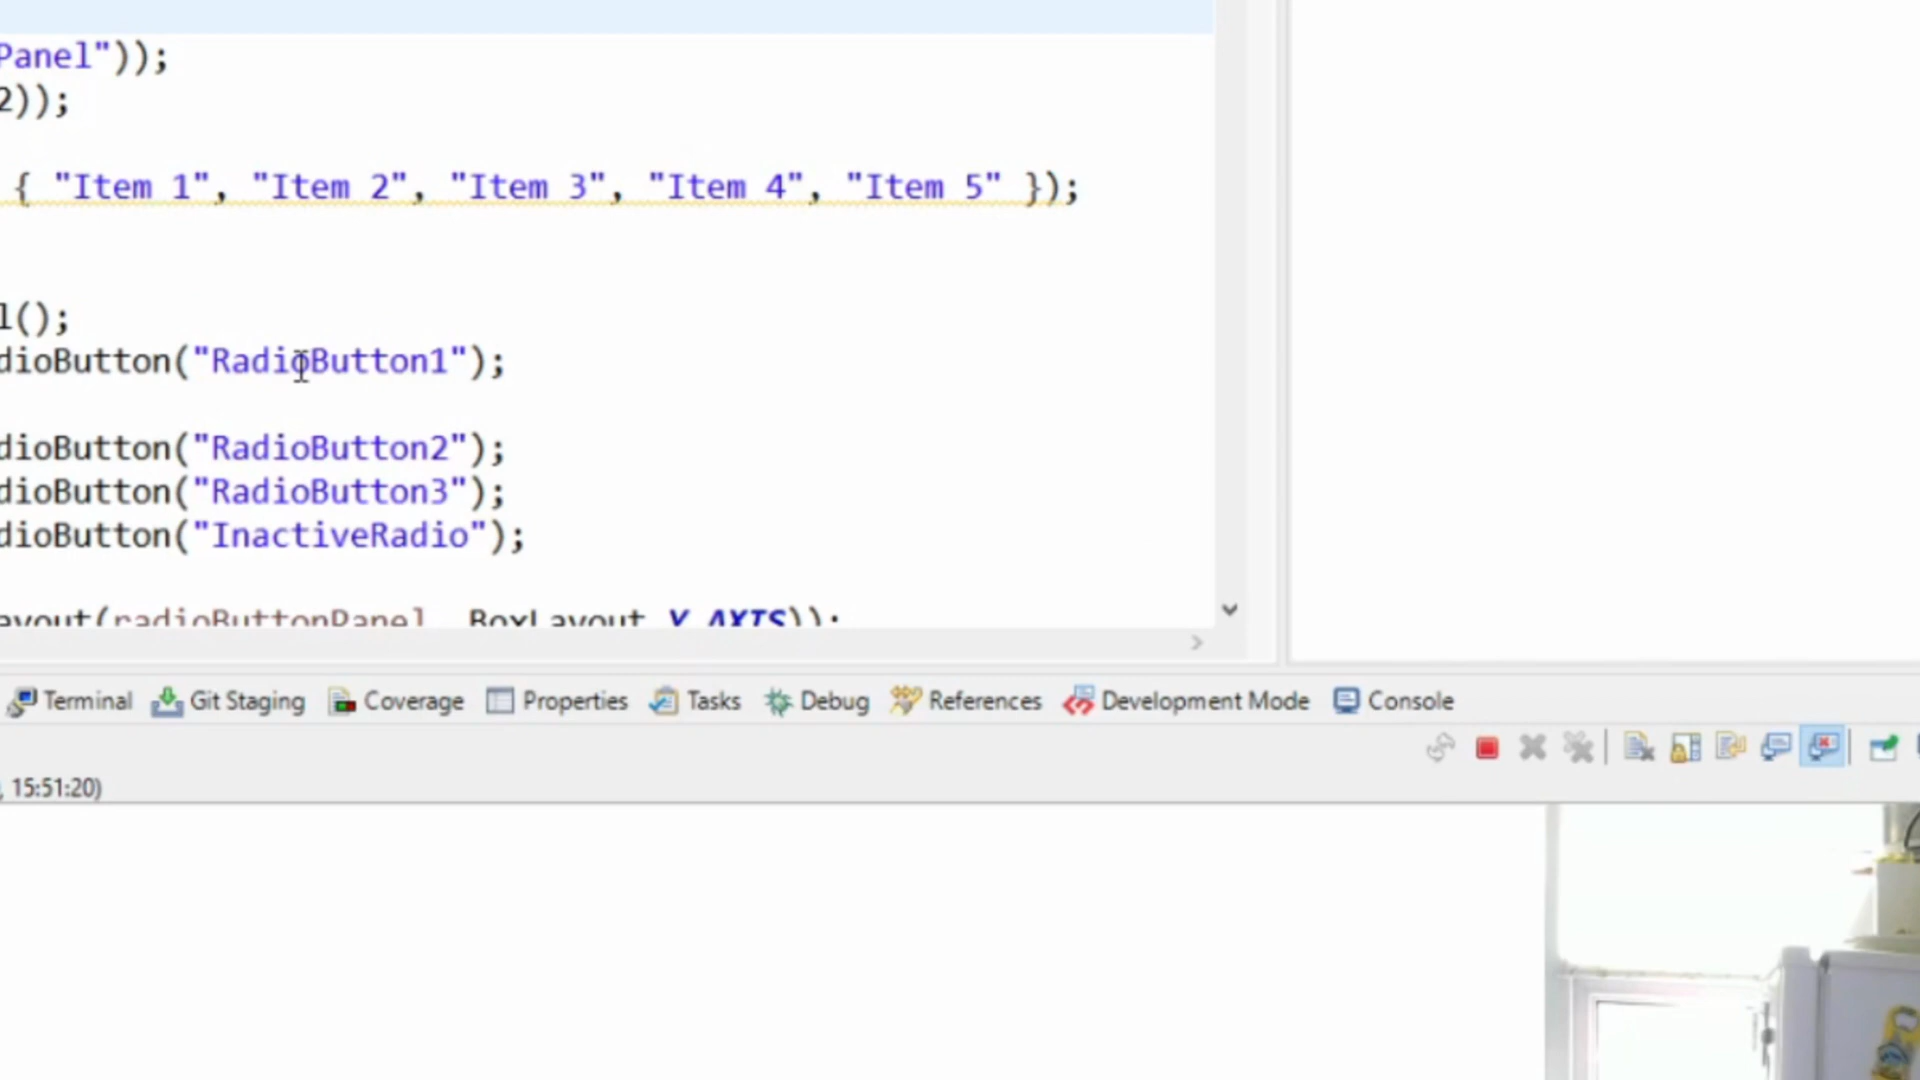 Panel"));
2));
{ "Item 1", "Item 2", "Item 3", "Item 4", "Item 5" });
l();
dioButton("RadioButton1");
dioButton("RadioButton2");
dioButton("RadioButton3");
dioButton("InactiveRadio");
ayout(radioButtonPanel, BoxLayout.Y_AXIS));
Terminal Git Staging Coverage Properties Tasks Debug References Development Mode Console
, 15:51:20)